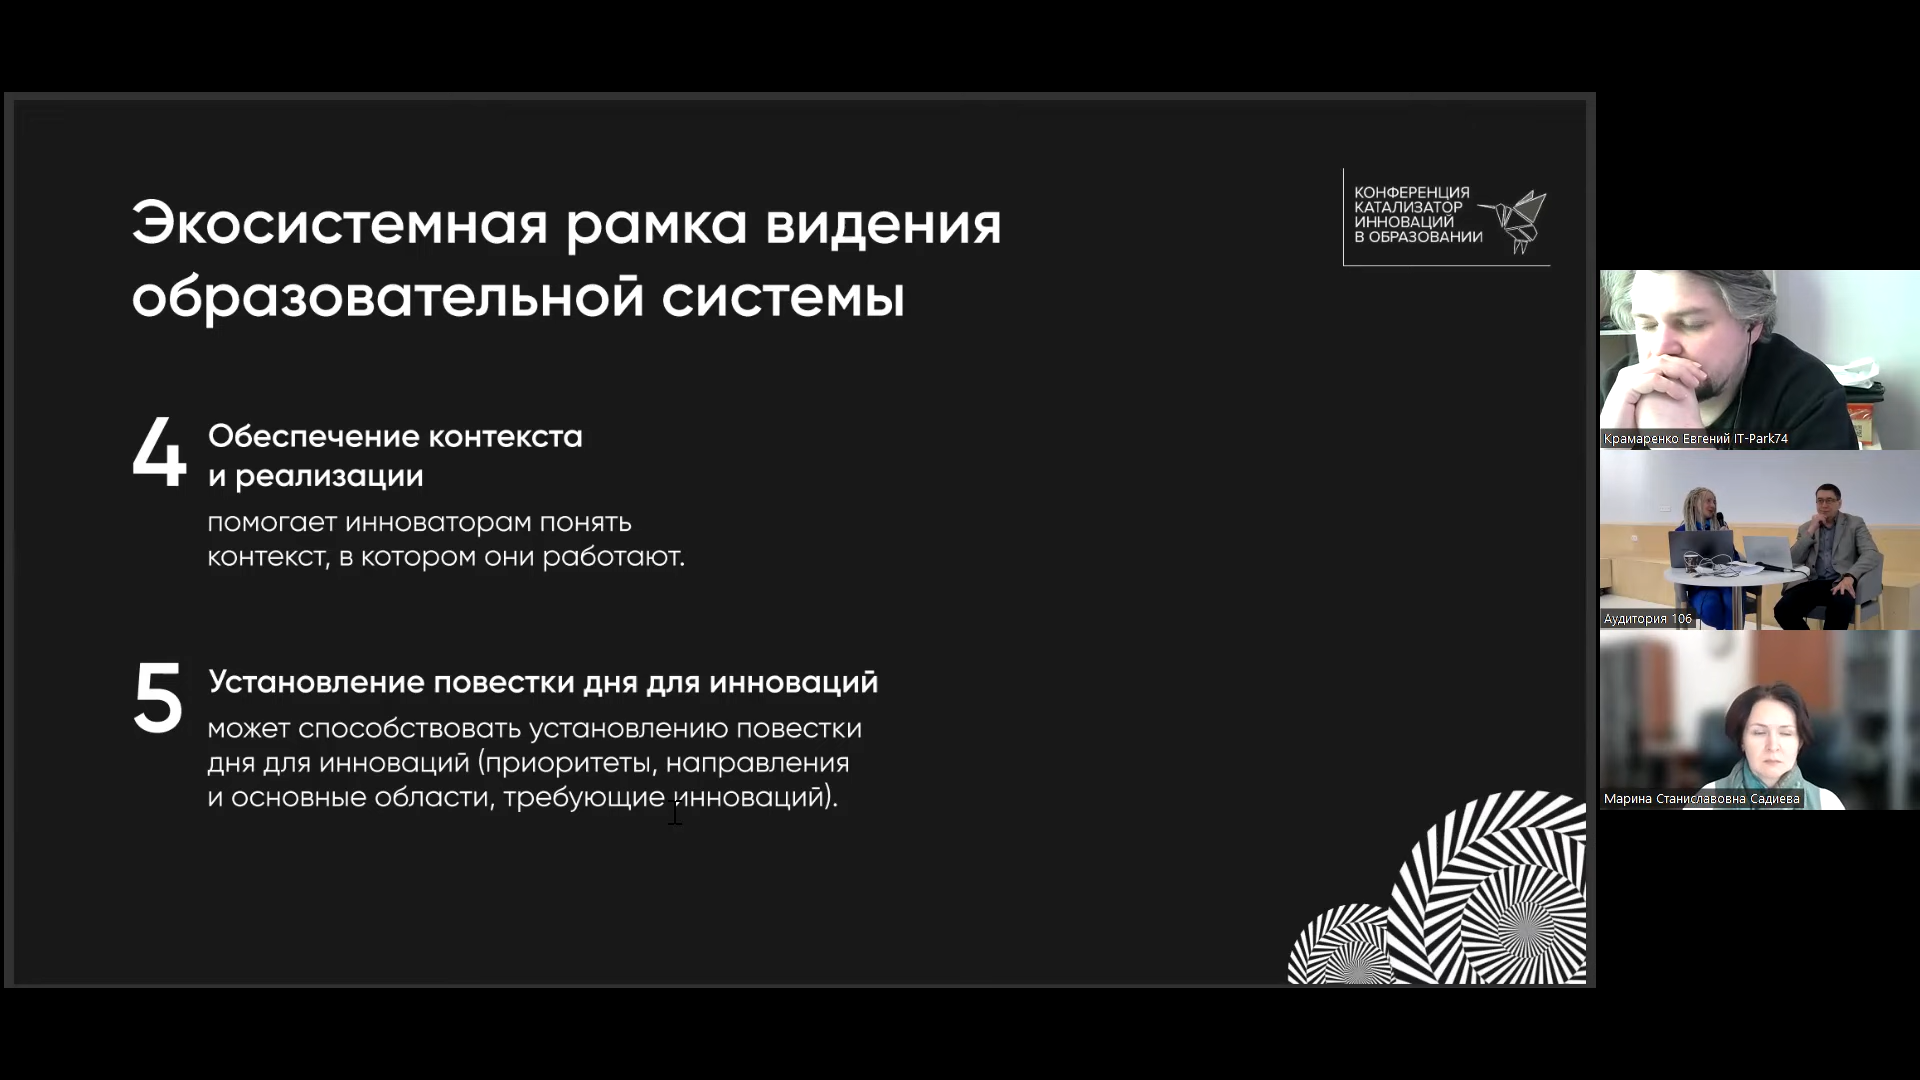 Экосистемная рамка видения
образовательной системы
КОНФЕРЕНЦИЯ
КАТАЛИЗАТОР
ИННОВАЦИЙ
В ОБРАЗОВАНИИ
4
Обеспечение контекста
и реализации
помогает инноваторам понять
контекст, в котором они работают.
5
Установление повестки дня для инноваций
может способствовать установлению повестки
дня для инноваций (приоритеты, направления
и основные области, требующие инноваций).
Крамаренко Евгений IT-Park74
Аудитория 106
Марина Станиславовна Садиева